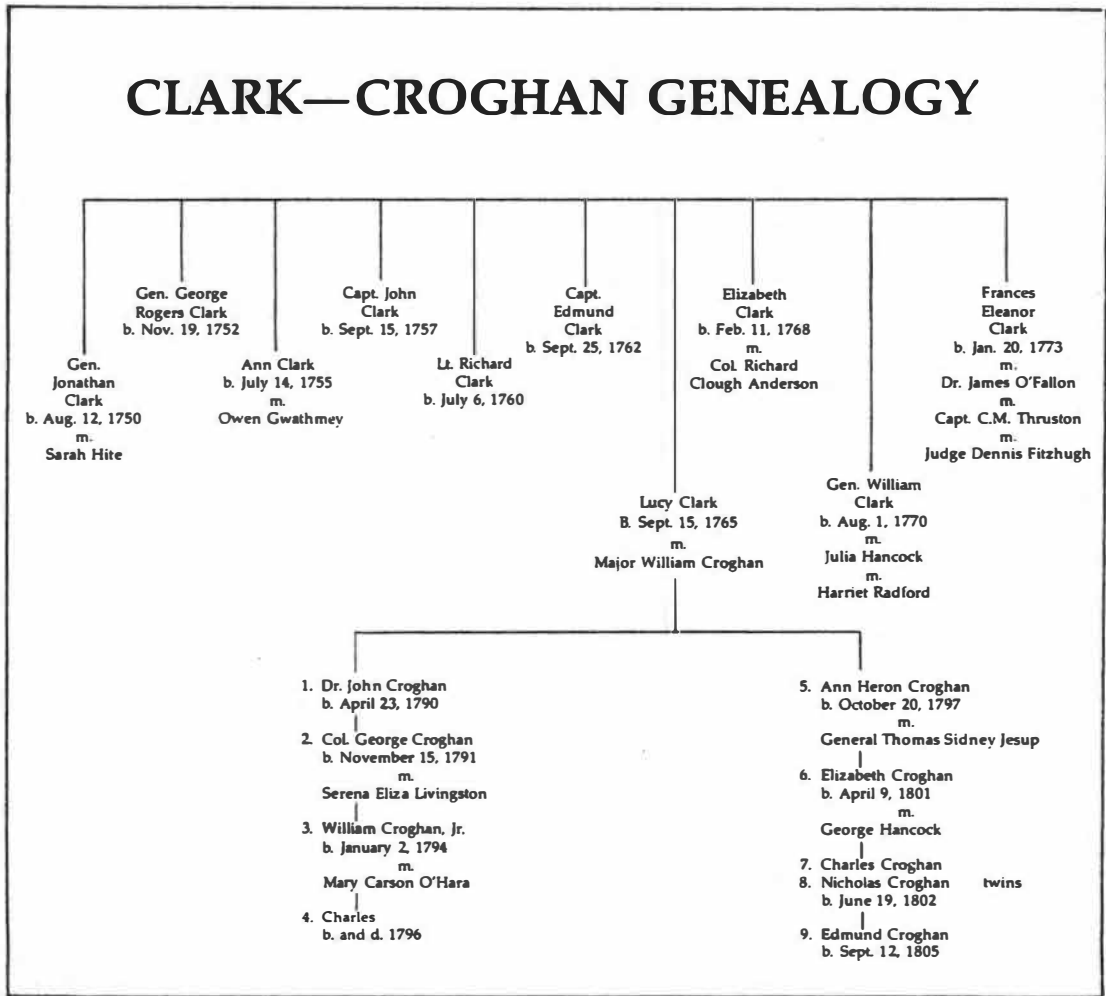 CLARK—CROGHAN GENEALOGY
Gen.
Jonathan
Clark
b. Aug. 12, 1750
m.
Sarah Hite
Gen. George
Rogers Clark
b. Nov. 19, 1752
Ann Clark
b. July 14, 1755
m.
Owen Gwathmey
Capt. John
Clark
b. Sept. 15, 1757
Lt. Richard
Clark
b. July 6, 1760
Capt.
Edmund
Clark
b. Sept. 25, 1762
Lucy Clark
B. Sept. 15, 1765
m.
Major William Croghan
Elizabeth
Clark
b. Feb. 11, 1768
m.
Col. Richard
Clough Anderson
Gen. William
Clark
b. Aug. 1, 1770
m.
Julia Hancock
m.
Harriet Radford
Frances
Eleanor
Clark
b. Jan. 20, 1773
m.
Dr. James O'Fallon
m.
Capt. C.M. Thruston
m.
Judge Dennis Fitzhugh
1. Dr. John Croghan
b. April 23, 1790
2. Col. George Croghan
b. November 15, 1791
m.
Serena Eliza Livingston
3. William Croghan, Jr.
b. January 2, 1794
m.
Mary Carson O'Hara
4. Charles
b. and d. 1796
5. Ann Heron Croghan
b. October 20, 1797
m.
General Thomas Sidney Jesup
6. Elizabeth Croghan
b. April 9, 1801
m.
George Hancock
7. Charles Croghan
8. Nicholas Croghan twins
b. June 19, 1802
9. Edmund Croghan
b. Sept. 12, 1805